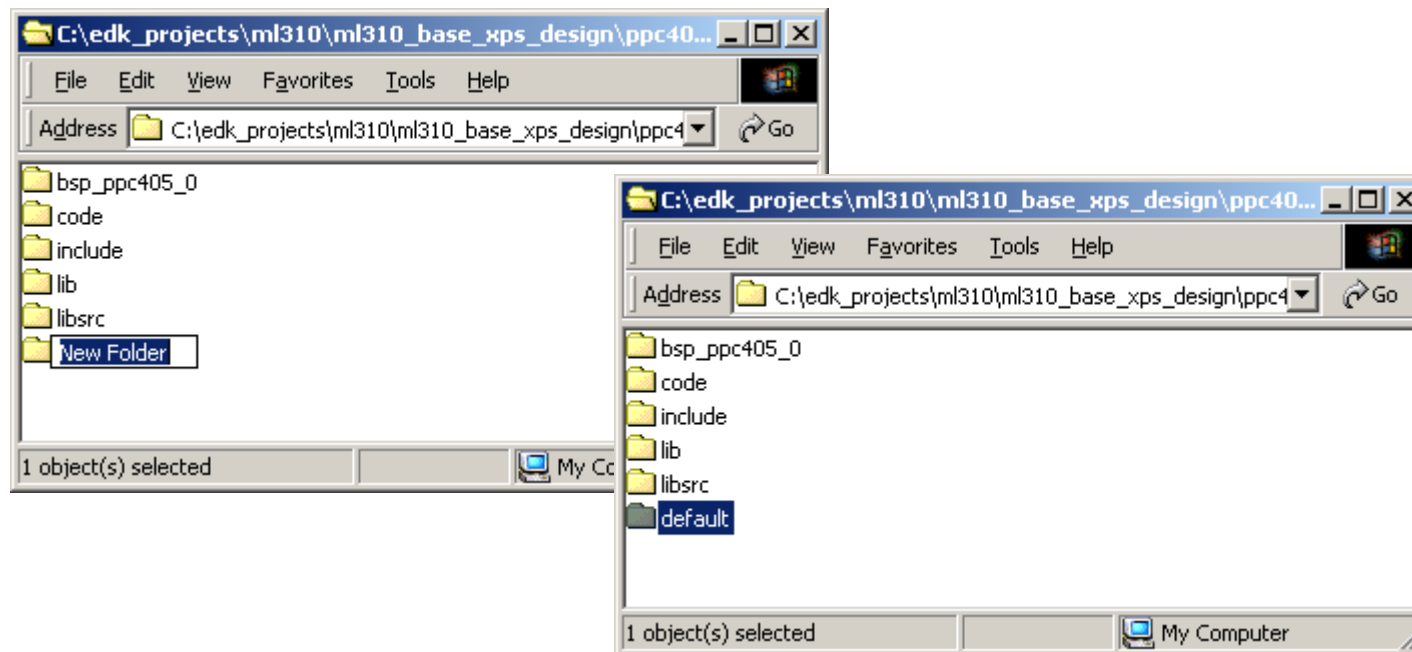 C:\edk_projects\ml310\ml310_base_xps_design\ppc40...
File Edit View Favorites Tools Help
Address C:\edk_projects\ml310\ml310_base_xps_design\ppc4 Go
bsp_ppc405_0
code
include
lib
libsrc
New Folder
1 object(s) selected My Co
C:\edk_projects\ml310\ml310_base_xps_design\ppc40...
File Edit View Favorites Tools Help
Address C:\edk_projects\ml310\ml310_base_xps_design\ppc4 Go
bsp_ppc405_0
code
include
lib
libsrc
default
1 object(s) selected My Computer